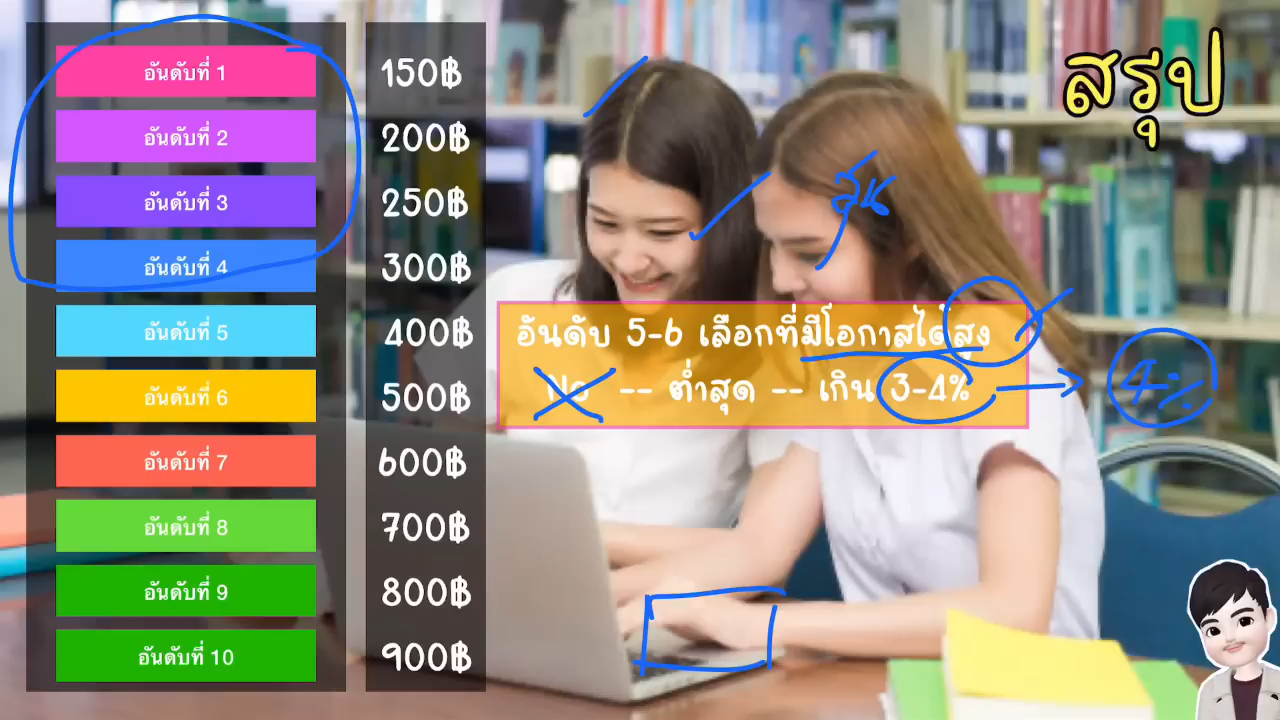 สรุป
อันดับที่ 1 150฿
อันดับที่ 2 200฿
อันดับที่ 3 250฿
อันดับที่ 4 300฿
อันดับที่ 5 400฿
อันดับที่ 6 500฿
อันดับที่ 7 600฿
อันดับที่ 8 700฿
อันดับที่ 9 800฿
อันดับที่ 10 900฿
อันดับ 5-6 เลือกที่มีโอกาสได้สูง
No -- ต่ำสุด -- เกิน 3-4%
4%